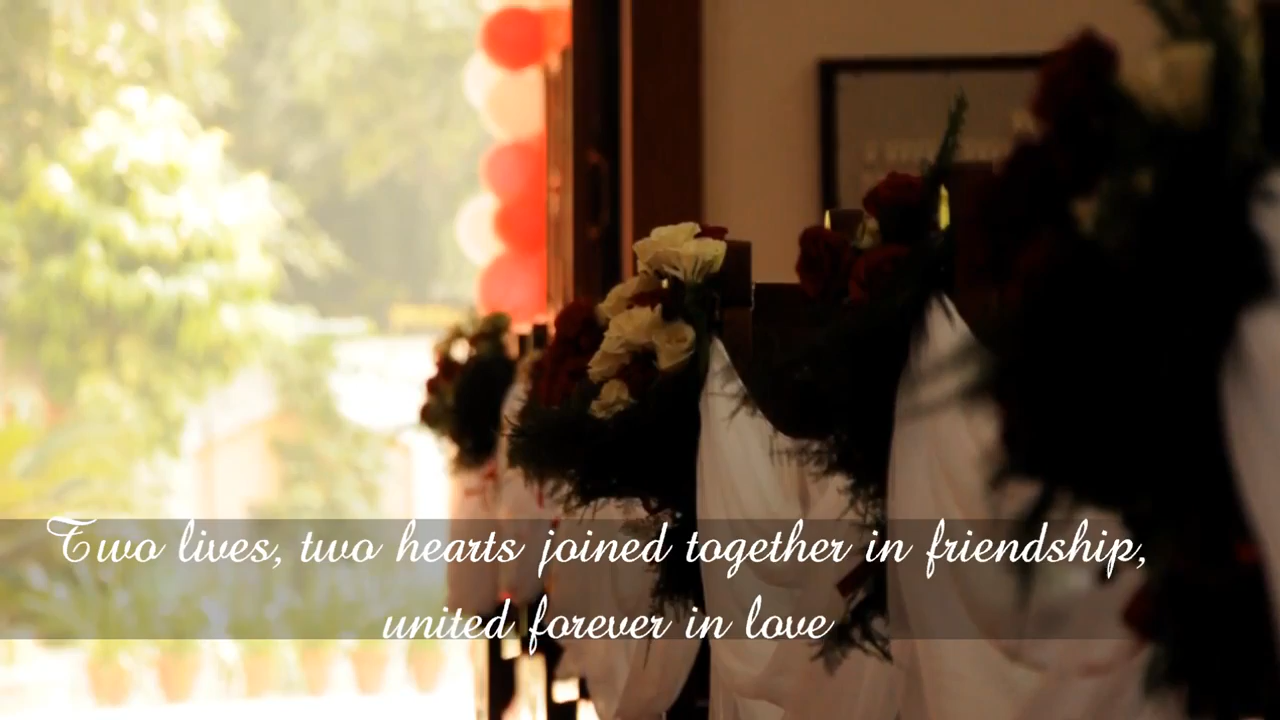 Two lives, two hearts joined together in friendship,
united forever in love